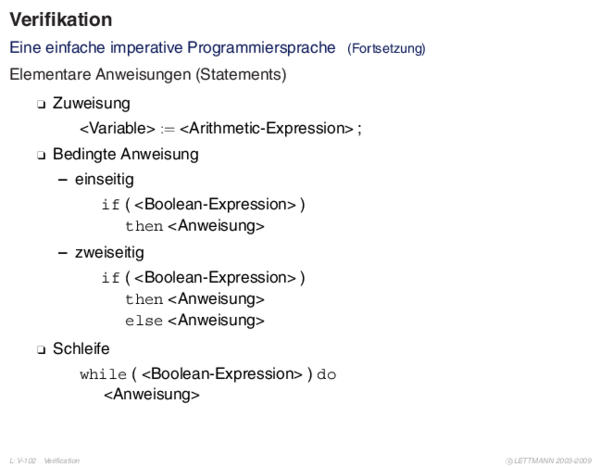 Verifikation
Eine einfache imperative Programmiersprache (Fortsetzung)
Elementare Anweisungen (Statements)
❑ Zuweisung
<Variable> := <Arithmetic-Expression> ;
❑ Bedingte Anweisung
– einseitig
if ( <Boolean-Expression> )
then <Anweisung>
– zweiseitig
if ( <Boolean-Expression> )
then <Anweisung>
else <Anweisung>
❑ Schleife
while ( <Boolean-Expression> ) do
<Anweisung>
L: V-102 Verification
© LETTMANN 2003-2009